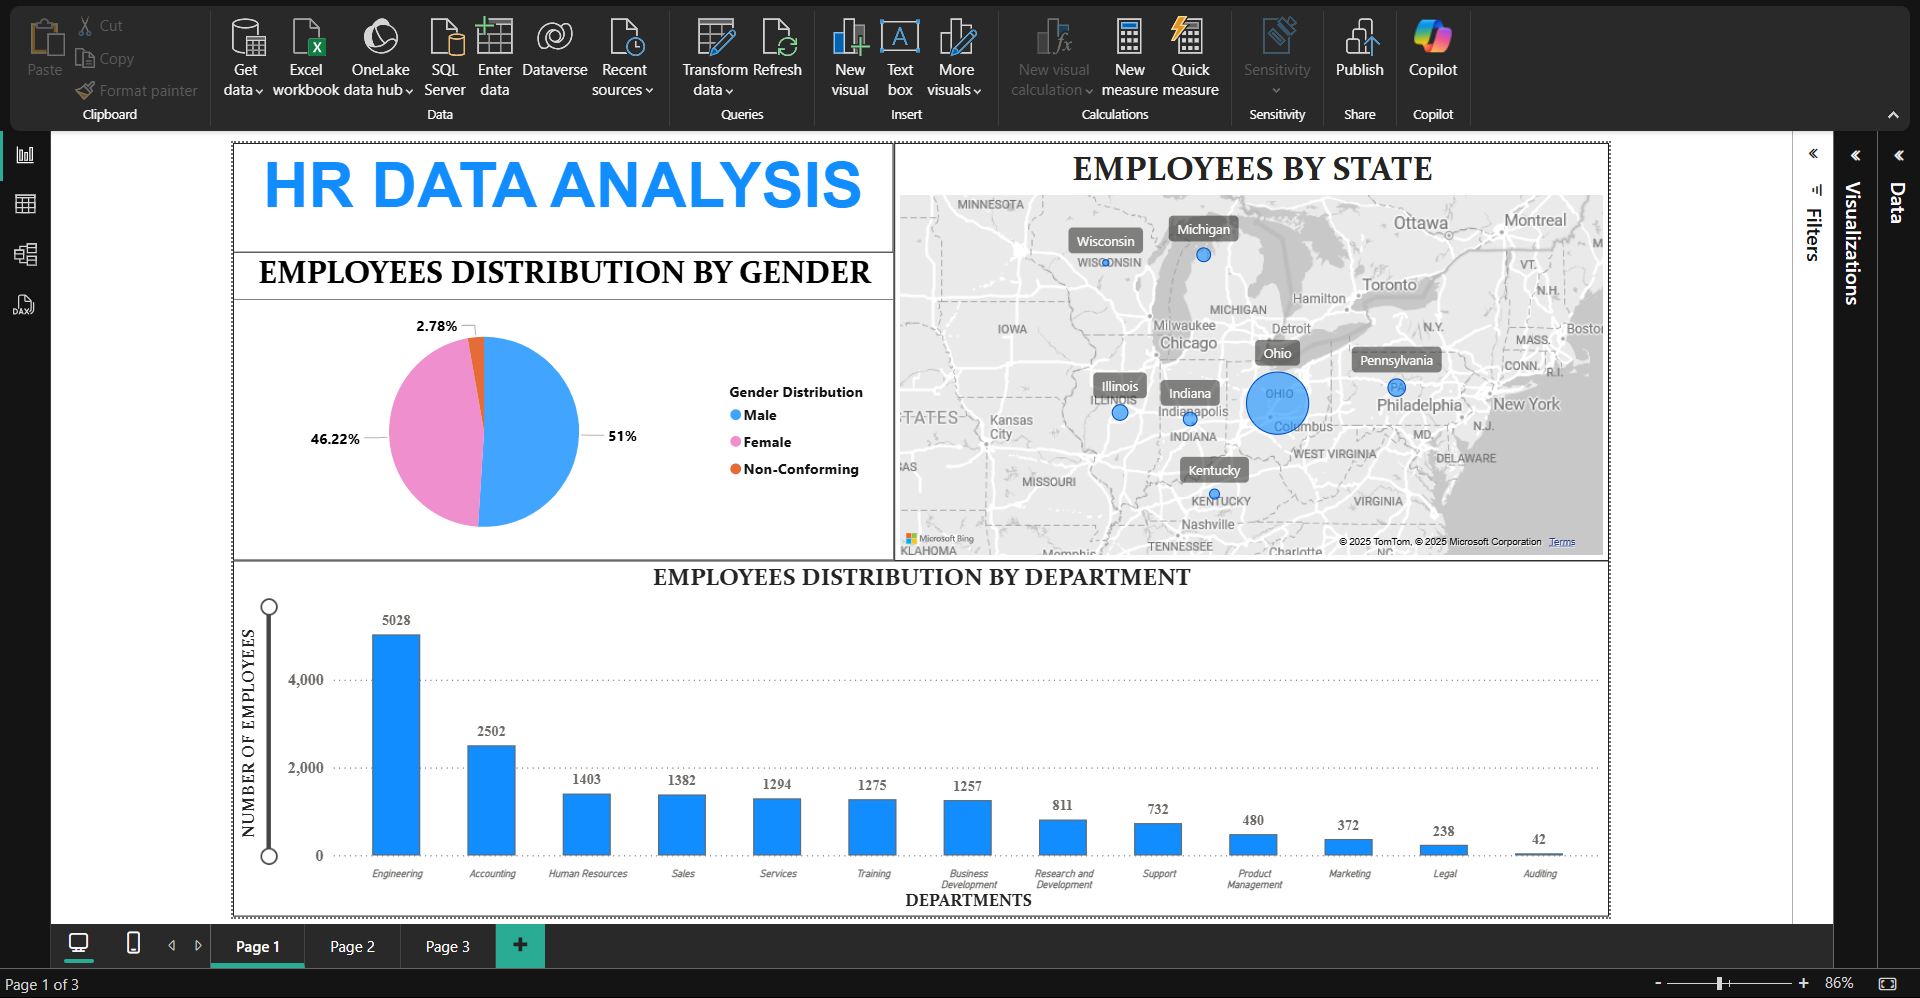 Paste
Cut
Copy
Format painter
Clipboard
Get data
Excel workbook
OneLake data hub
SQL Server
Enter data
Dataverse
Recent sources
Data
Transform data
Refresh
Queries
New visual
Text box
More visuals
Insert
New visual calculation
New measure
Quick measure
Calculations
Sensitivity
Sensitivity
Publish
Share
Copilot
Copilot
HR DATA ANALYSIS
EMPLOYEES DISTRIBUTION BY GENDER
2.78%
46.22%
51%
Gender Distribution
Male
Female
Non-Conforming
EMPLOYEES BY STATE
MINNESOTA
Ottawa
Montreal
Wisconsin
Michigan
WISCONSIN
VT.
Toronto
N.H.
Hamilton
MICHIGAN
IOWA
Milwaukee
Detroit
N.Y.
Bosto
Chicago
MASS.
Ohio
Pennsylvania
CONN.
R.I.
Illinois
Indiana
OHIO
PA
ILLINOIS
Indianapolis
Philadelphia
New York
TATES
Kansas City
Columbus
N.J.
INDIANA
MD.
WEST VIRGINIA
DELAWARE
Kentucky
AS
MISSOURI
KENTUCKY
VIRGINIA
Nashville
Microsoft Bing
© 2025 TomTom, © 2025 Microsoft Corporation Terms
KLAHOMA
Memphis
TENNESSEE
Charlotte
NC
EMPLOYEES DISTRIBUTION BY DEPARTMENT
NUMBER OF EMPLOYEES
4,000
2,000
0
5028
2502
1403
1382
1294
1275
1257
811
732
480
372
238
42
Engineering
Accounting
Human Resources
Sales
Services
Training
Business Development
Research and Development
Support
Product Management
Marketing
Legal
Auditing
DEPARTMENTS
Filters
Visualizations
Data
DAX
Page 1
Page 2
Page 3
+
Page 1 of 3
- + 86%